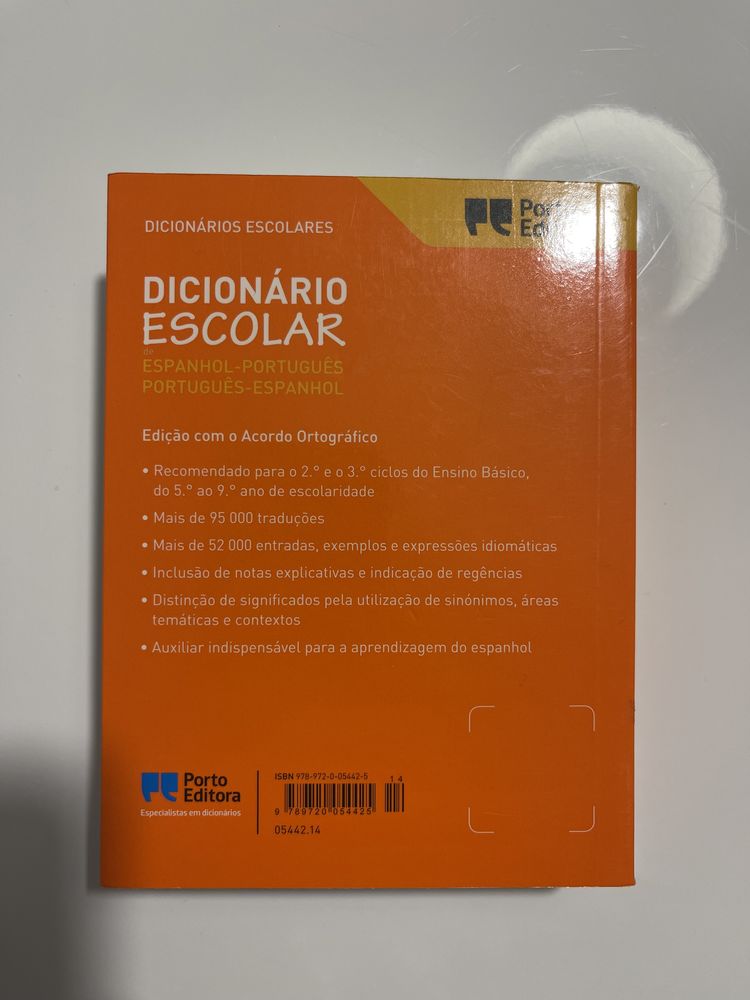 DICIONÁRIOS ESCOLARES
DICIONÁRIO
ESCOLAR
de
ESPANHOL-PORTUGUÊS
PORTUGUÊS-ESPANHOL
Edição com o Acordo Ortográfico
• Recomendado para o 2.º e o 3.º ciclos do Ensino Básico,
do 5.º ao 9.º ano de escolaridade
• Mais de 95 000 traduções
• Mais de 52 000 entradas, exemplos e expressões idiomáticas
• Inclusão de notas explicativas e indicação de regências
• Distinção de significados pela utilização de sinónimos, áreas
temáticas e contextos
• Auxiliar indispensável para a aprendizagem do espanhol
Porto
Editora
Especialistas em dicionários
ISBN 978-972-0-05442-5
14
9 789720 054425
05442.14